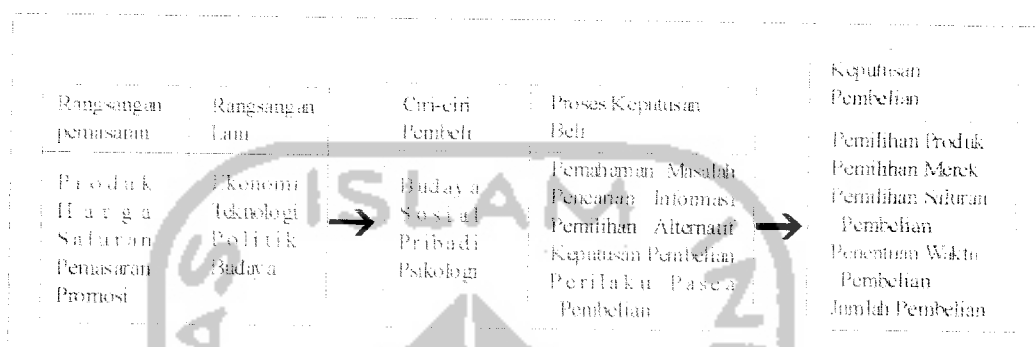 Rangsangan
pemasaran
Rangsangan
Lain
Ciri-ciri
Pembeli
Proses Keputusan
Beli
Keputusan
Pembelian
Produk
Harga
Saluran
Pemasaran
Promosi
Ekonomi
Teknologi
Politik
Budaya
Budaya
Sosial
Pribadi
Psikologi
Pemahaman Masalah
Pencarian Informasi
Pemilihan Alternatif
Keputusan Pembelian
Perilaku Pasca
Pembelian
Pemilihan Produk
Pemilihan Merek
Pemilihan Saluran
Pembelian
Penentuan Waktu
Pembelian
Jumlah Pembelian
ISLAM